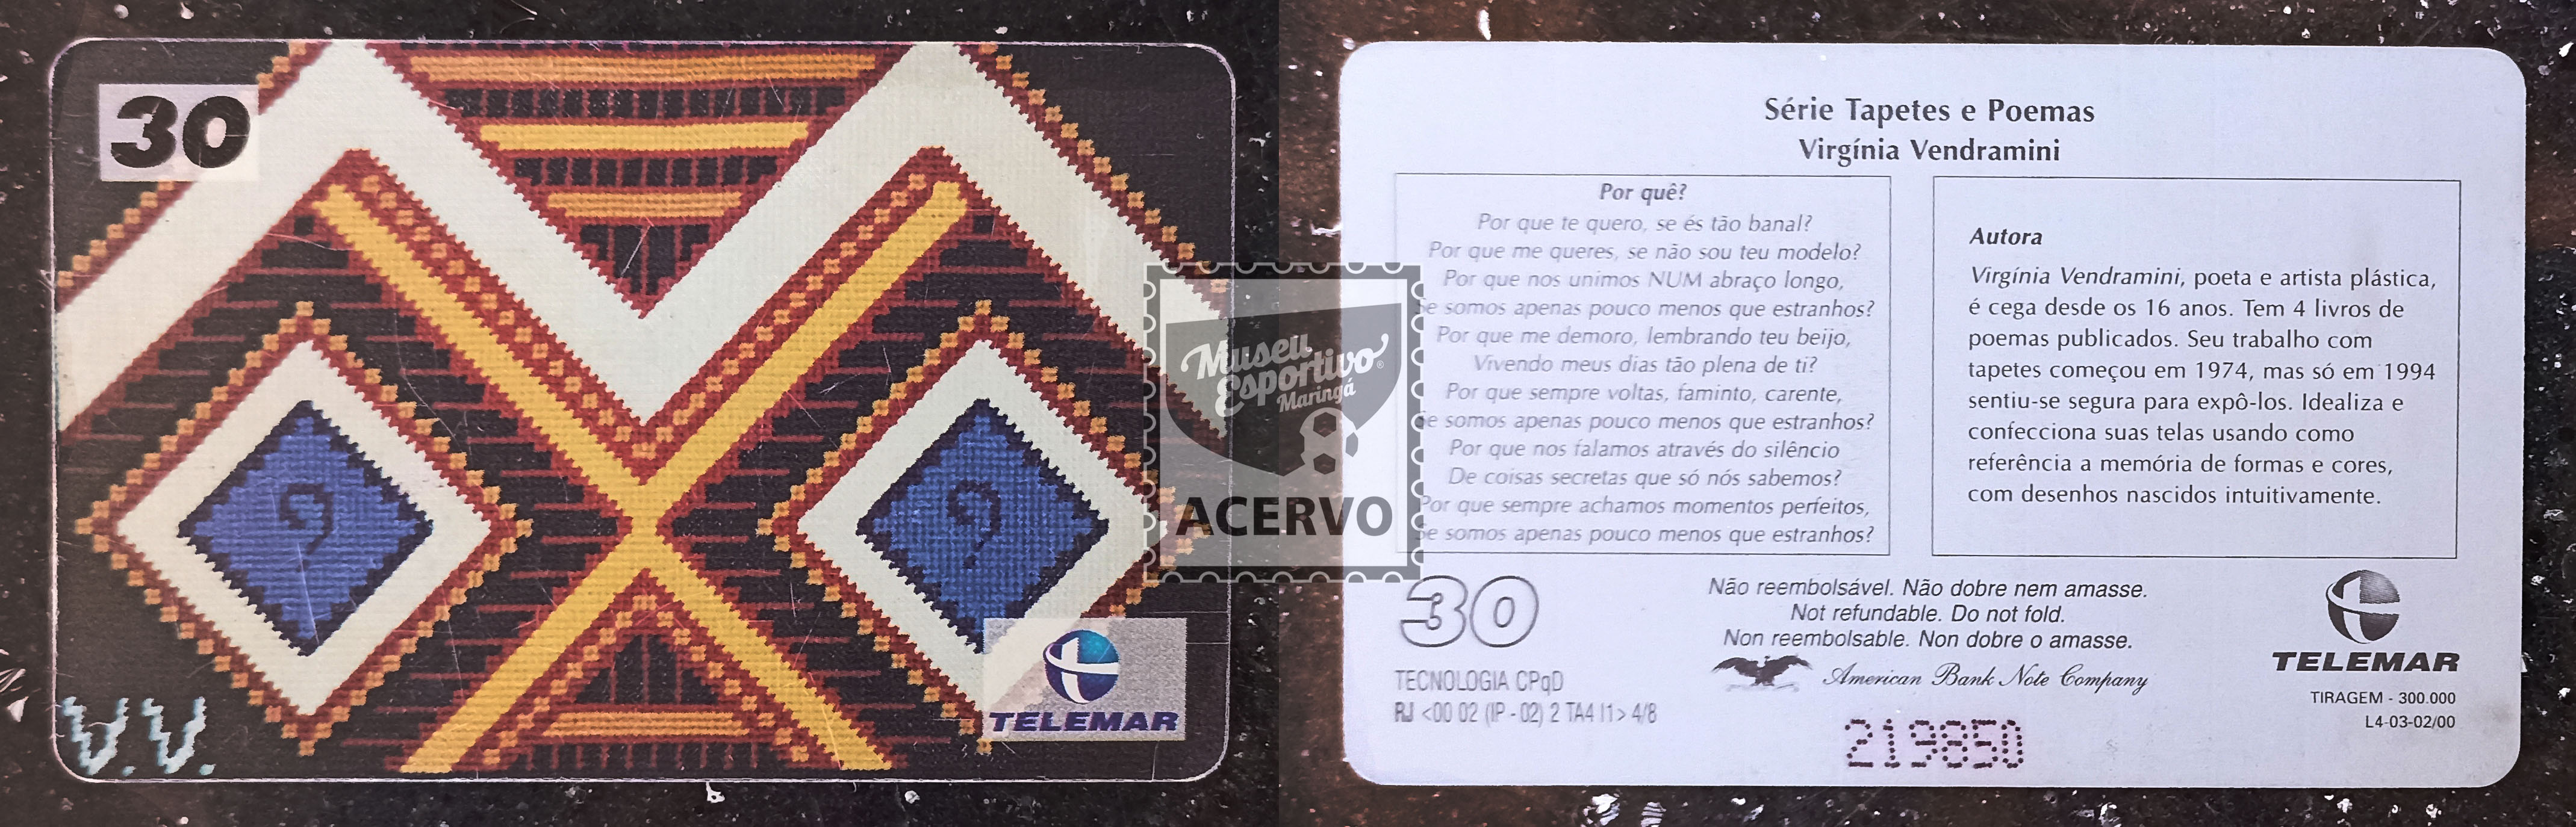 30
TELEMAR
V.V.
Museu
Esportivo
Maringá
ACERVO
Série Tapetes e Poemas
Virgínia Vendramini
Por quê?
Por que te quero, se és tão banal?
Por que me queres, se não sou teu modelo?
Por que nos unimos NUM abraço longo,
Se somos apenas pouco menos que estranhos?
Por que me demoro, lembrando teu beijo,
Vivendo meus dias tão plena de ti?
Por que sempre voltas, faminto, carente,
Se somos apenas pouco menos que estranhos?
Por que nos falamos através do silêncio
De coisas secretas que só nós sabemos?
Por que sempre achamos momentos perfeitos,
Se somos apenas pouco menos que estranhos?
Autora
Virgínia Vendramini, poeta e artista plástica,
é cega desde os 16 anos. Tem 4 livros de
poemas publicados. Seu trabalho com
tapetes começou em 1974, mas só em 1994
sentiu-se segura para expô-los. Idealiza e
confecciona suas telas usando como
referência a memória de formas e cores,
com desenhos nascidos intuitivamente.
30
Não reembolsável. Não dobre nem amasse.
Not refundable. Do not fold.
Non reembolsable. Non dobre o amasse.
American Bank Note Company
TECNOLOGIA CPqD
RJ <00 02 (IP - 02) 2 TA4 I1> 4/8
219850
TELEMAR
TIRAGEM - 300.000
L4-03-02/00